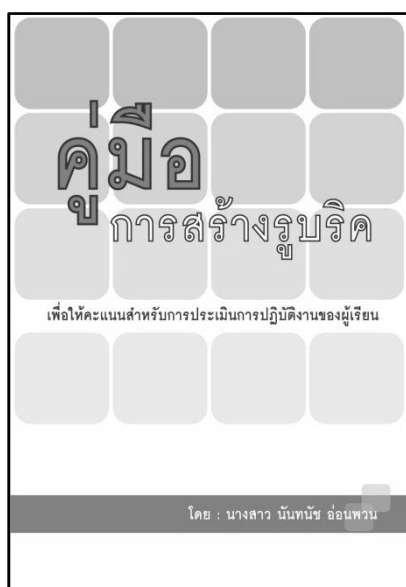 คู่มือ
การสร้างรูบริค
เพื่อให้คะแนนสำหรับการประเมินการปฏิบัติงานของผู้เรียน
โดย : นางสาว นันทนัช อ่อนพวน